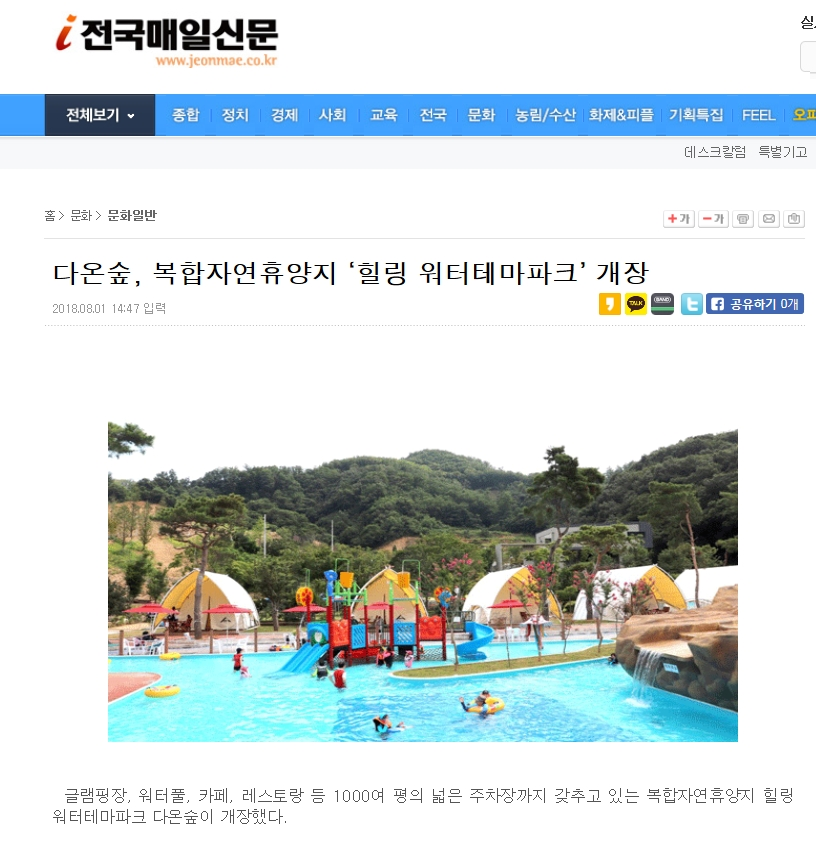 i 전국매일신문
www.jeonmae.co.kr
전체보기 종합 정치 경제 사회 교육 전국 문화 농림/수산 화제&피플 기획특집 FEEL
데스크칼럼 특별기고
홈 > 문화 > 문화일반
+가 -가
다온숲, 복합자연휴양지 ‘힐링 워터테마파크’ 개장
2018.08.01 14:47 입력
TALK BAND 공유하기 0개
글램핑장, 워터풀, 카페, 레스토랑 등 1000여 평의 넓은 주차장까지 갖추고 있는 복합자연휴양지 힐링
워터테마파크 다온숲이 개장했다.